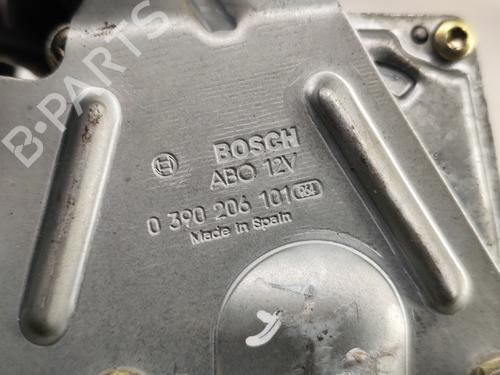 B-PARTS
BOSCH
ABO 12V
0 390 206 101
Made in Spain